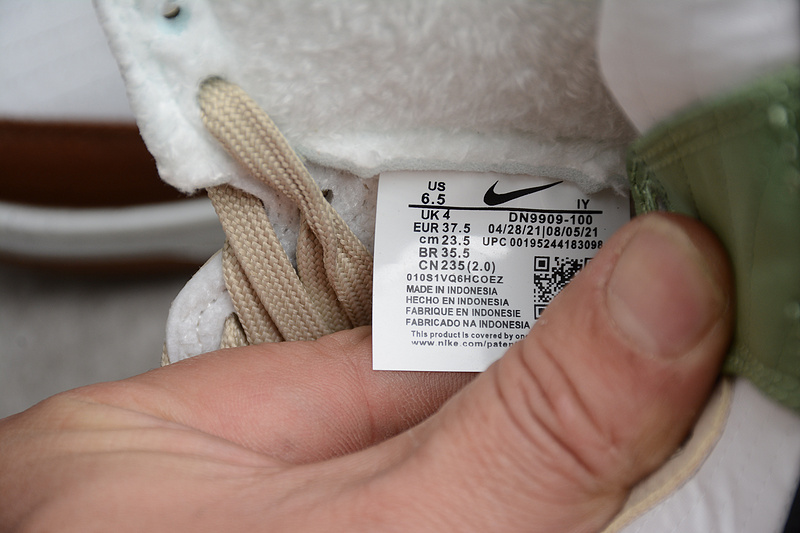 US
6.5
IY
UK 4
DN9909-100
EUR 37.5
04/28/21|08/05/21
cm 23.5
UPC 00195244183098
BR 35.5
CN 235(2.0)
010S1VQ6HCOEZ
MADE IN INDONESIA
HECHO EN INDONESIA
FABRIQUE EN INDONESIE
FABRICADO NA INDONESIA
This product is covered by
www.nike.com/paten